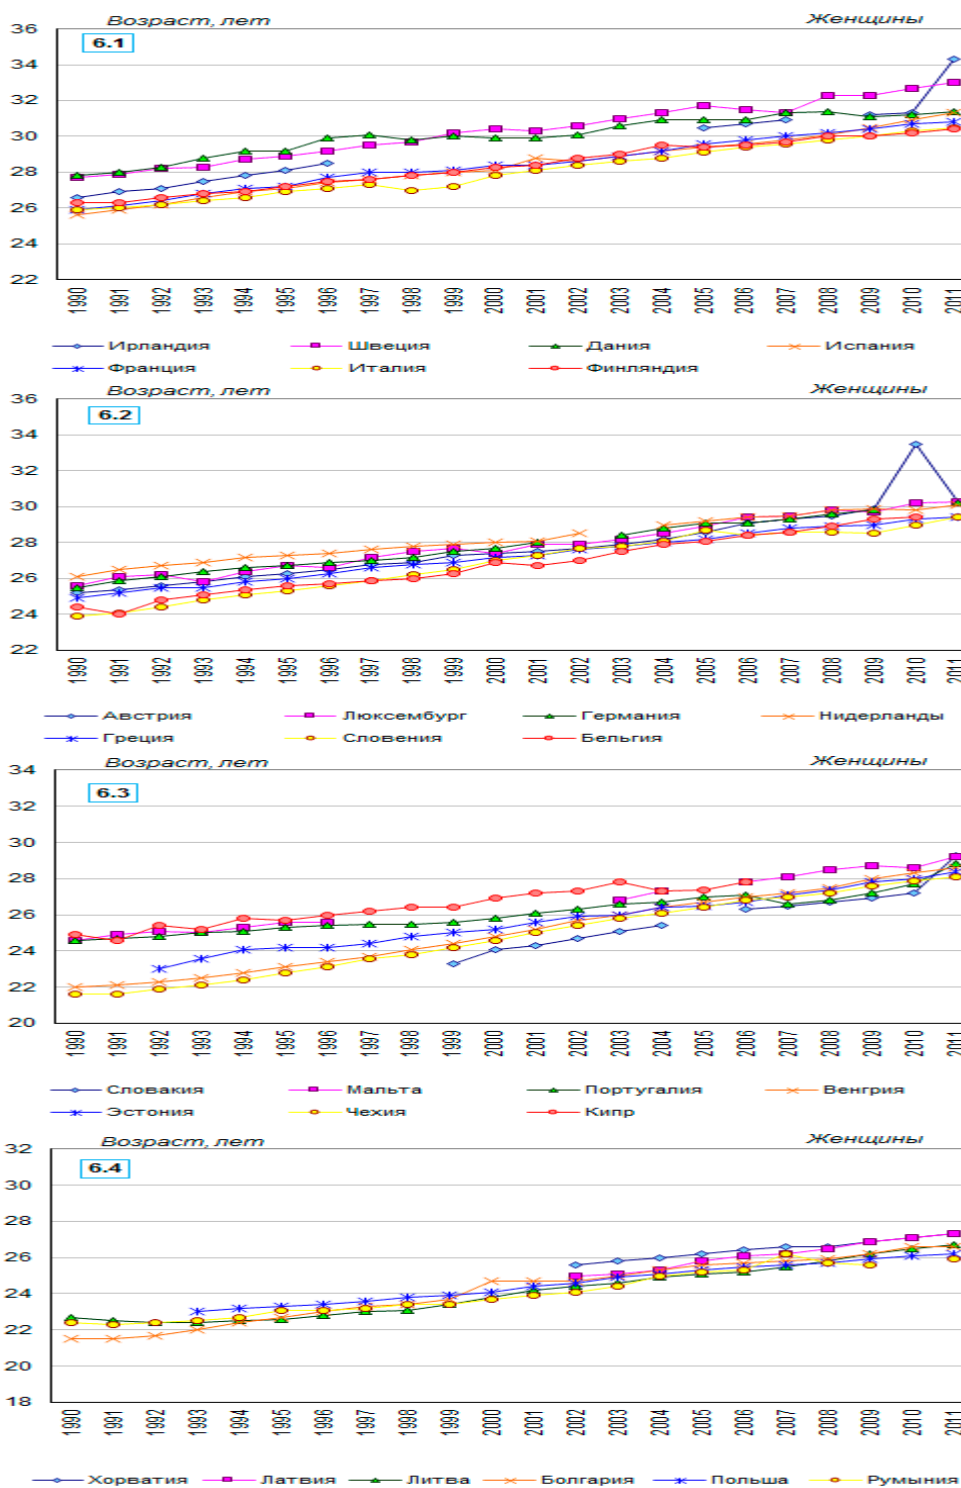 Возраст, лет Женщины
6.1
36
34
32
30
28
26
24
22
1990 1991 1992 1993 1994 1995 1996 1997 1998 1999 2000 2001 2002 2003 2004 2005 2006 2007 2008 2009 2010 2011
Ирландия Швеция Дания Испания
Франция Италия Финляндия
Возраст, лет Женщины
6.2
36
34
32
30
28
26
24
22
1990 1991 1992 1993 1994 1995 1996 1997 1998 1999 2000 2001 2002 2003 2004 2005 2006 2007 2008 2009 2010 2011
Австрия Люксембург Германия Нидерланды
Греция Словения Бельгия
Возраст, лет Женщины
6.3
34
32
30
28
26
24
22
20
1990 1991 1992 1993 1994 1995 1996 1997 1998 1999 2000 2001 2002 2003 2004 2005 2006 2007 2008 2009 2010 2011
Словакия Мальта Португалия Венгрия
Эстония Чехия Кипр
Возраст, лет Женщины
6.4
32
30
28
26
24
22
20
18
1990 1991 1992 1993 1994 1995 1996 1997 1998 1999 2000 2001 2002 2003 2004 2005 2006 2007 2008 2009 2010 2011
Хорватия Латвия Литва Болгария Польша Румыния